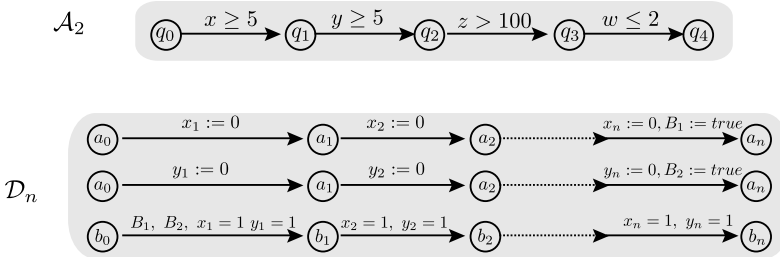 𝒜₂ q₀ x ≥ 5 q₁ y ≥ 5 q₂ z > 100 q₃ w ≤ 2 q₄
a₀ x₁ := 0 a₁ x₂ := 0 a₂ xₙ := 0, B₁ := true aₙ
𝒟ₙ a₀ y₁ := 0 a₁ y₂ := 0 a₂ yₙ := 0, B₂ := true aₙ
b₀ B₁, B₂, x₁ = 1 y₁ = 1 b₁ x₂ = 1, y₂ = 1 b₂ xₙ = 1, yₙ = 1 bₙ